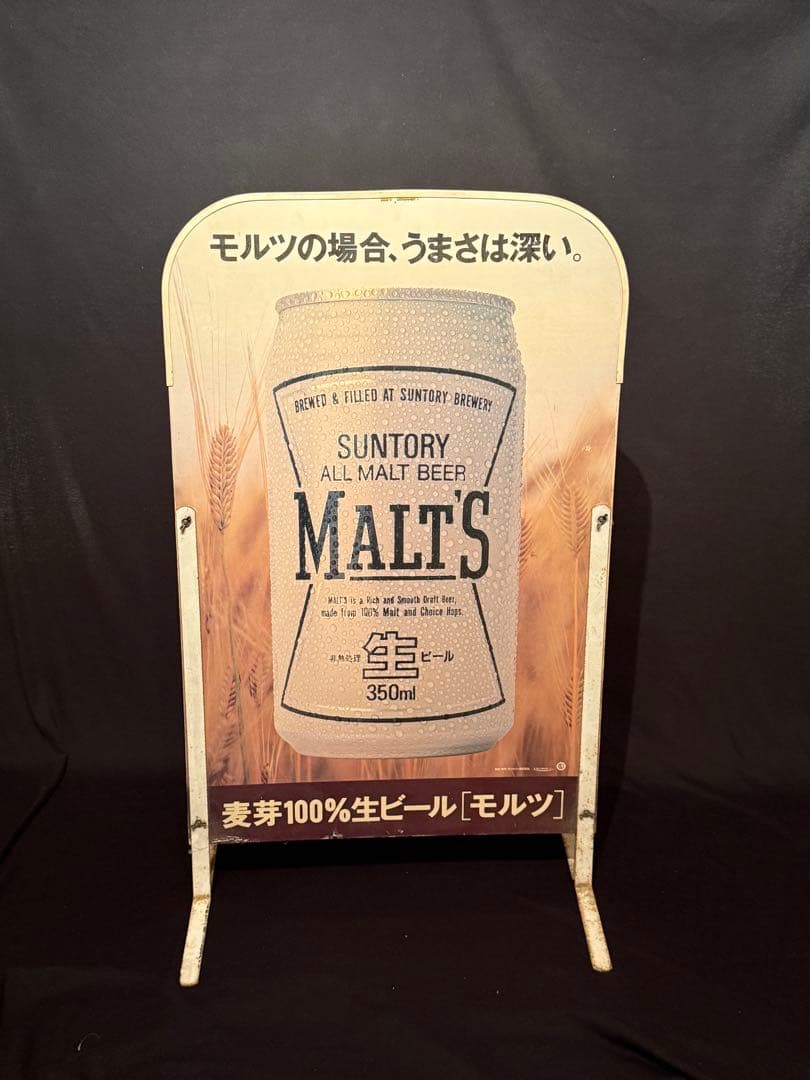 モルツの場合、うまさは深い。
BREWED & FILLED AT SUNTORY BREWERY
SUNTORY
ALL MALT BEER
MALT'S
MALT'S is a Rich and Smooth Draft Beer,
made from 100% Malt and Choice Hops.
非熱処理 生 ビール
350ml
麦芽100%生ビール[モルツ]